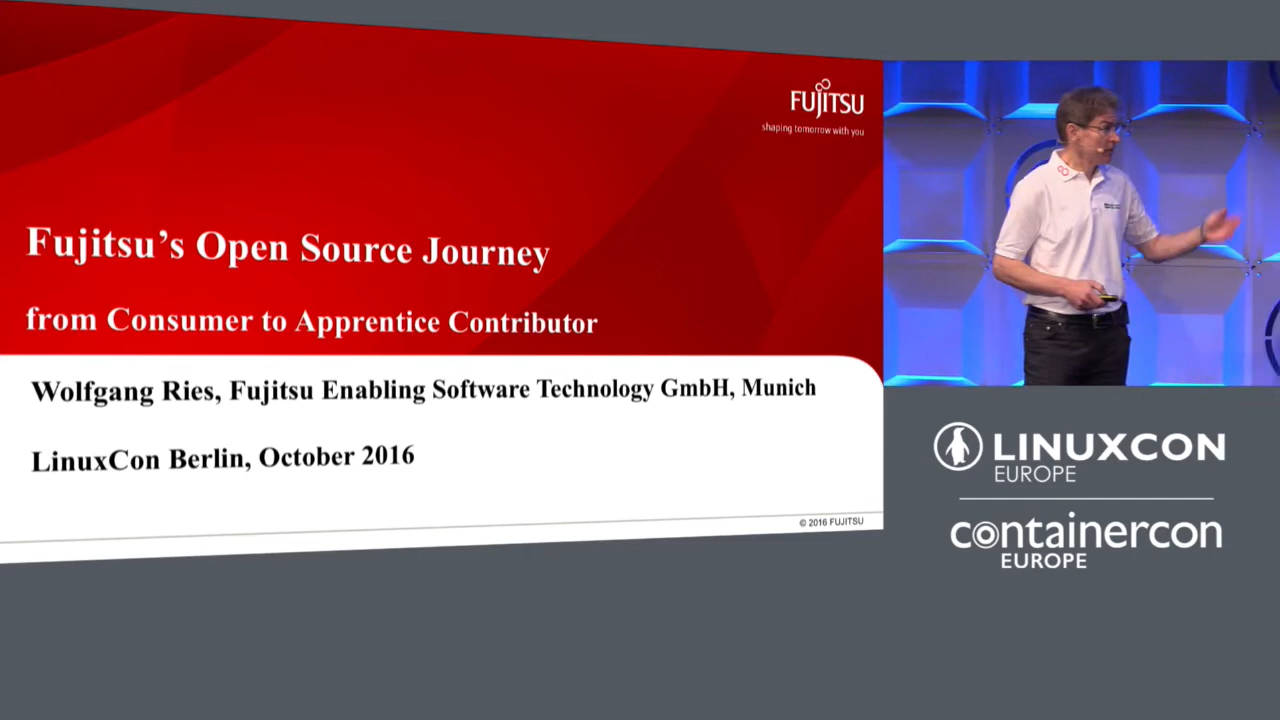 FUJITSU
shaping tomorrow with you
Fujitsu's Open Source Journey
from Consumer to Apprentice Contributor
Wolfgang Ries, Fujitsu Enabling Software Technology GmbH, Munich
LinuxCon Berlin, October 2016
© 2016 FUJITSU
LINUXCON
EUROPE
containercon
EUROPE